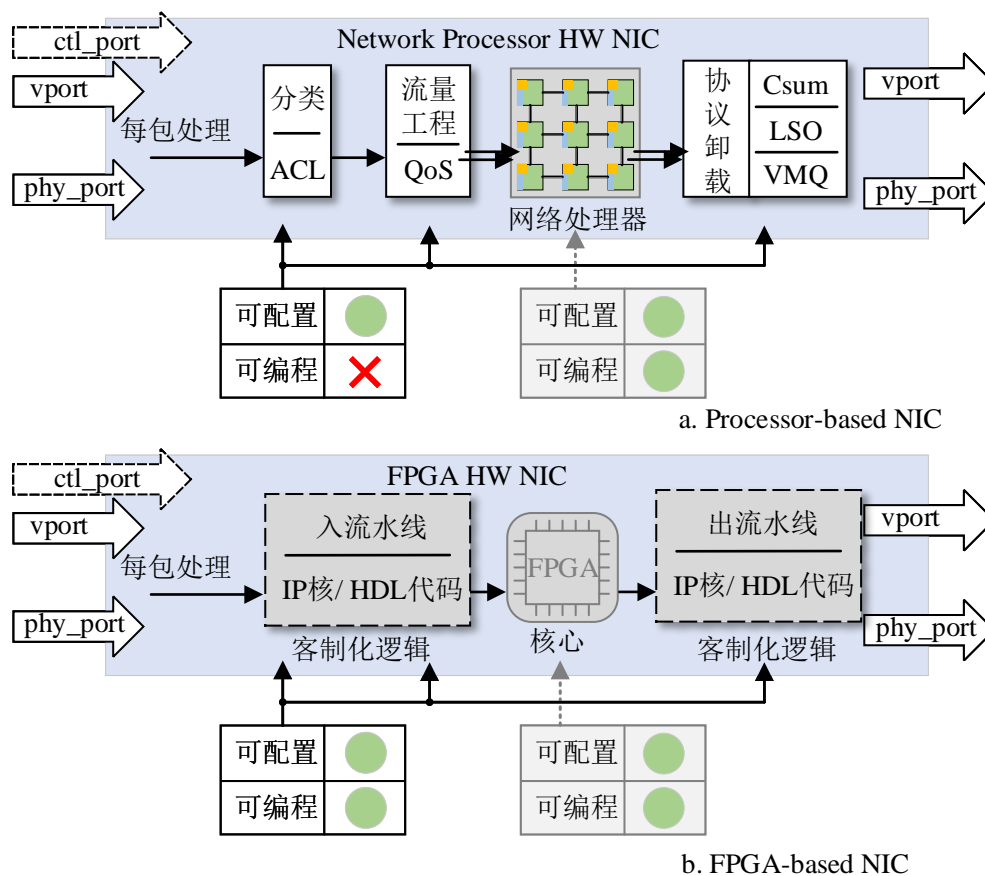 Network Processor HW NIC
ctl_port
vport
phy_port
每包处理
分类
ACL
流量
工程
QoS
网络处理器
协议卸载
Csum
LSO
VMQ
vport
phy_port
可配置
可编程
可配置
可编程
a. Processor-based NIC
FPGA HW NIC
ctl_port
vport
phy_port
每包处理
入流水线
IP核/ HDL代码
客制化逻辑
FPGA
核心
出流水线
IP核/ HDL代码
客制化逻辑
vport
phy_port
可配置
可编程
可配置
可编程
b. FPGA-based NIC